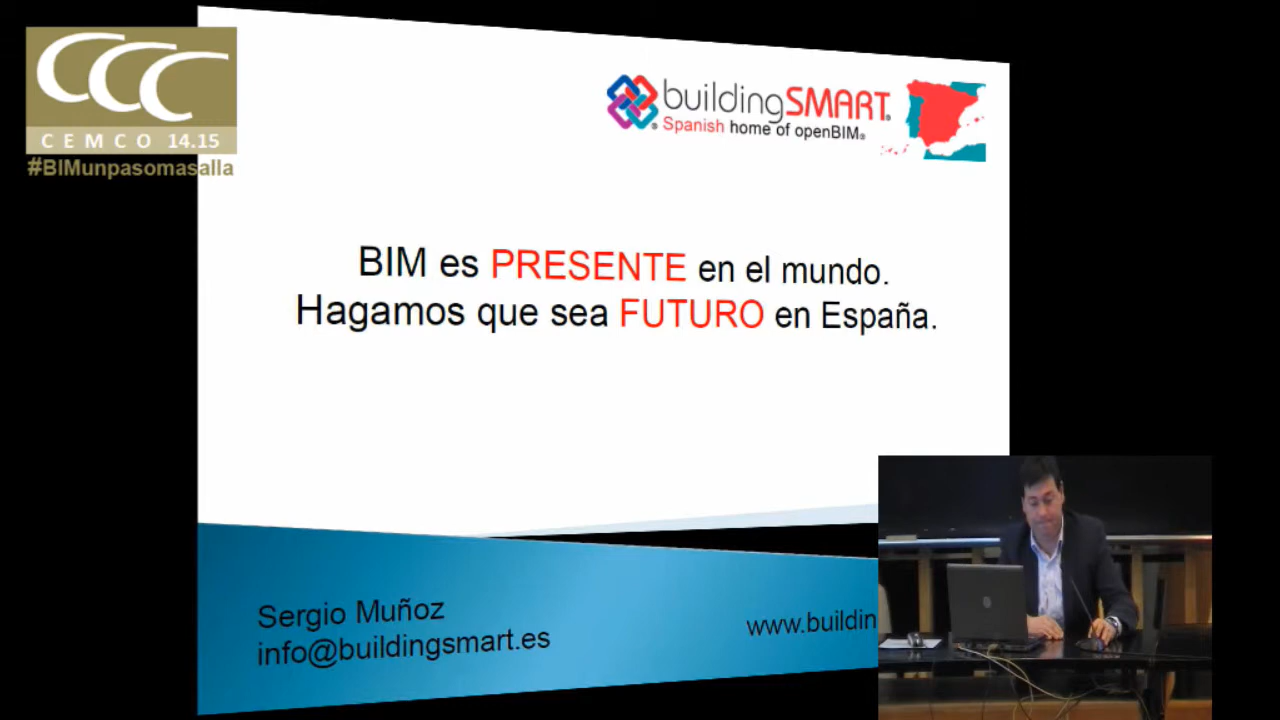 CCC
CEMCO 14.15
#BIMunpasomasalla
buildingSMART®
Spanish home of openBIM®
BIM es PRESENTE en el mundo.
Hagamos que sea FUTURO en España.
Sergio Muñoz
info@buildingsmart.es
www.buildin